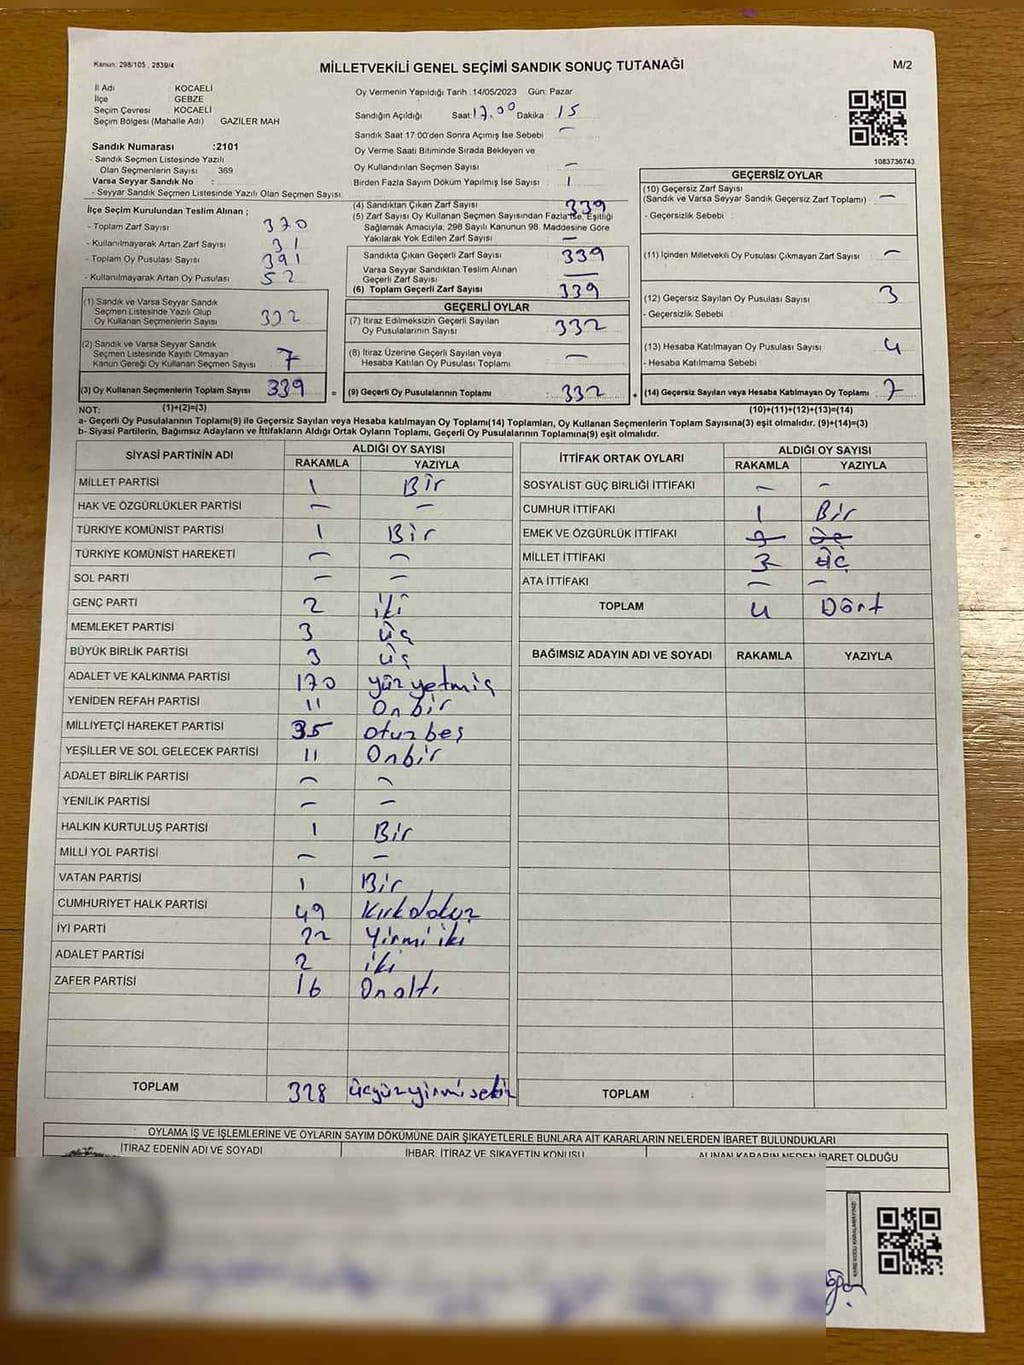 Kanun: 298/105 , 2839/4
MİLLETVEKİLİ GENEL SEÇİMİ SANDIK SONUÇ TUTANAĞI
M/2
İl Adı : KOCAELİ
İlçe : GEBZE
Seçim Çevresi : KOCAELİ
Seçim Bölgesi (Mahalle Adı) GAZİLER MAH
Sandık Numarası :2101
- Sandık Seçmen Listesinde Yazılı
Olan Seçmenlerin Sayısı : 369
Varsa Seyyar Sandık No :
- Seyyar Sandık Seçmen Listesinde Yazılı Olan Seçmen Sayısı
Oy Vermenin Yapıldığı Tarih :14/05/2023 Gün: Pazar
Sandığın Açıldığı Saat: 17.00 Dakika : 15
Sandık Saat 17:00'den Sonra Açımış İse Sebebi : –
Oy Verme Saati Bitiminde Sırada Bekleyen ve
Oy Kullandırılan Seçmen Sayısı : –
Birden Fazla Sayım Döküm Yapılmış İse Sayısı : 1
1083736743
İlçe Seçim Kurulundan Teslim Alınan ;
- Toplam Zarf Sayısı : 370
- Kullanılmayarak Artan Zarf Sayısı : 31
- Toplam Oy Pusulası Sayısı : 391
- Kullanılmayarak Artan Oy Pusulası : 52
(1) Sandık ve Varsa Seyyar Sandık
Seçmen Listesinde Yazılı Olup
Oy Kullanan Seçmenlerin Sayısı : 332
(2) Sandık ve Varsa Seyyar Sandık
Seçmen Listesinde Kayıtlı Olmayan
Kanun Gereği Oy Kullanan Seçmen Sayısı : 7
(3) Oy Kullanan Seçmenlerin Toplam Sayısı : 339
(1)+(2)=(3)
(4) Sandıktan Çıkan Zarf Sayısı : 339
(5) Zarf Sayısı Oy Kullanan Seçmen Sayısından Fazla ise, Eşitliği
Sağlamak Amacıyla; 298 Sayılı Kanunun 98. Maddesine Göre
Yakılarak Yok Edilen Zarf Sayısı : –
Sandıkta Çıkan Geçerli Zarf Sayısı : 339
Varsa Seyyar Sandıktan Teslim Alınan
Geçerli Zarf Sayısı : –
(6) Toplam Geçerli Zarf Sayısı : 339
GEÇERLİ OYLAR
(7) İtiraz Edilmeksizin Geçerli Sayılan
Oy Pusulalarının Sayısı : 332
(8) İtiraz Üzerine Geçerli Sayılan veya
Hesaba Katılan Oy Pusulası Toplamı : –
= (9) Geçerli Oy Pusulalarının Toplamı : 332
GEÇERSİZ OYLAR
(10) Geçersiz Zarf Sayısı
(Sandık ve Varsa Seyyar Sandık Geçersiz Zarf Toplamı) : –
- Geçersizlik Sebebi :
(11) İçinden Milletvekili Oy Pusulası Çıkmayan Zarf Sayısı : –
(12) Geçersiz Sayılan Oy Pusulası Sayısı : 3
- Geçersizlik Sebebi :
(13) Hesaba Katılmayan Oy Pusulası Sayısı : 4
- Hesaba Katılmama Sebebi :
+ (14) Geçersiz Sayılan veya Hesaba Katılmayan Oy Toplamı : 7
(10)+(11)+(12)+(13)=(14)
NOT:
a- Geçerli Oy Pusulalarının Toplamı(9) ile Geçersiz Sayılan veya Hesaba katılmayan Oy Toplamı(14) Toplamları, Oy Kullanan Seçmenlerin Toplam Sayısına(3) eşit olmalıdır. (9)+(14)=(3)
b- Siyasi Partilerin, Bağımsız Adayların ve İttifakların Aldığı Ortak Oyların Toplamı, Geçerli Oy Pusulalarının Toplamına(9) eşit olmalıdır.
SİYASİ PARTİNİN ADI ALDIĞI OY SAYISI
RAKAMLA YAZIYLA
MİLLET PARTİSİ 1 Bir
HAK VE ÖZGÜRLÜKLER PARTİSİ – –
TÜRKİYE KOMÜNİST PARTİSİ 1 Bir
TÜRKİYE KOMÜNİST HAREKETİ – –
SOL PARTİ – –
GENÇ PARTİ 2 iki
MEMLEKET PARTİSİ 3 üç
BÜYÜK BİRLİK PARTİSİ 3 üç
ADALET VE KALKINMA PARTİSİ 170 yüz yetmiş
YENİDEN REFAH PARTİSİ 11 Onbir
MİLLİYETÇİ HAREKET PARTİSİ 35 otuz beş
YEŞİLLER VE SOL GELECEK PARTİSİ 11 Onbir
ADALET BİRLİK PARTİSİ – –
YENİLİK PARTİSİ – –
HALKIN KURTULUŞ PARTİSİ 1 Bir
MİLLİ YOL PARTİSİ – –
VATAN PARTİSİ 1 Bir
CUMHURİYET HALK PARTİSİ 49 Kırkdokuz
İYİ PARTİ 22 Yirmi iki
ADALET PARTİSİ 2 iki
ZAFER PARTİSİ 16 Onaltı
TOPLAM 328 üçyüzyirmisekiz
İTTİFAK ORTAK OYLARI ALDIĞI OY SAYISI
RAKAMLA YAZIYLA
SOSYALİST GÜÇ BİRLİĞİ İTTİFAKI – –
CUMHUR İTTİFAKI 1 Bir
EMEK VE ÖZGÜRLÜK İTTİFAKI
MİLLET İTTİFAKI 3 üç
ATA İTTİFAKI – –
TOPLAM 4 Dört
BAĞIMSIZ ADAYIN ADI VE SOYADI RAKAMLA YAZIYLA
TOPLAM
OYLAMA İŞ VE İŞLEMLERİNE VE OYLARIN SAYIM DÖKÜMÜNE DAİR ŞİKAYETLERLE BUNLARA AİT KARARLARIN NELERDEN İBARET BULUNDUKLARI
İTİRAZ EDENİN ADI VE SOYADI İHBAR, İTİRAZ VE ŞİKAYETİN KONUSU ALINAN KARARIN NEDEN İBARET OLDUĞU